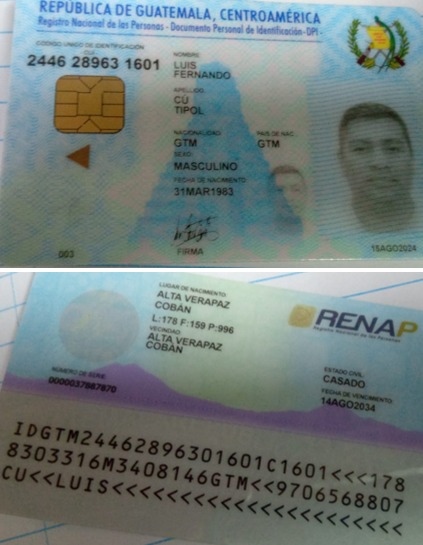 REPÚBLICA DE GUATEMALA, CENTROAMÉRICA
Registro Nacional de las Personas - Documento Personal de Identificación-DPI -
CÓDIGO ÚNICO DE IDENTIFICACIÓN
CUI
2446 28963 1601
NOMBRE:
LUIS
FERNANDO
APELLIDO:
CÚ
TIPOL
NACIONALIDAD: PAÍS DE NAC.:
GTM GTM
SEXO:
MASCULINO
FECHA DE NACIMIENTO:
31MAR1983
FIRMA
003
15AGO2024
LUGAR DE NACIMIENTO:
ALTA VERAPAZ
COBÁN
L:178 F:159 P:996
VECINDAD
ALTA VERAPAZ
COBÁN
RENAP
Registro Nacional de las Personas
NÚMERO DE SERIE:
0000037887870
ESTADO CIVIL
CASADO
FECHA DE VENCIMIENTO:
14AGO2034
IDGTM24462896301601C1601<<<178
8303316M3408146GTM<<9706568807
CU<<LUIS<<<<<<<<<<<<<<<<<<<<<<